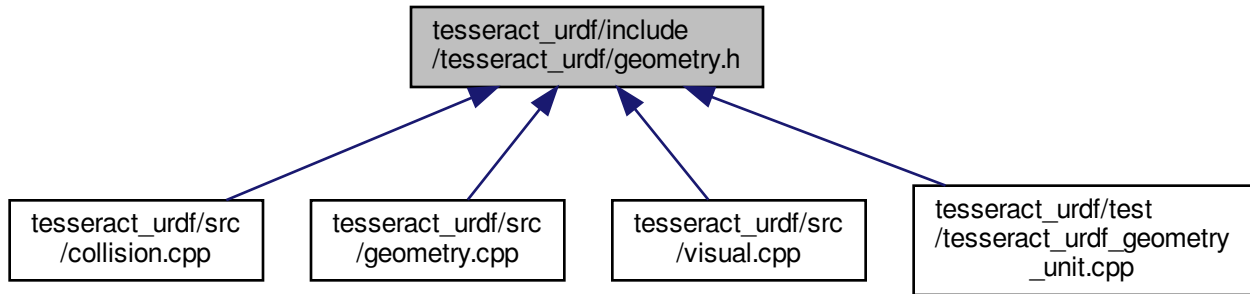 tesseract_urdf/include
/tesseract_urdf/geometry.h
tesseract_urdf/src
/collision.cpp
tesseract_urdf/src
/geometry.cpp
tesseract_urdf/src
/visual.cpp
tesseract_urdf/test
/tesseract_urdf_geometry
_unit.cpp